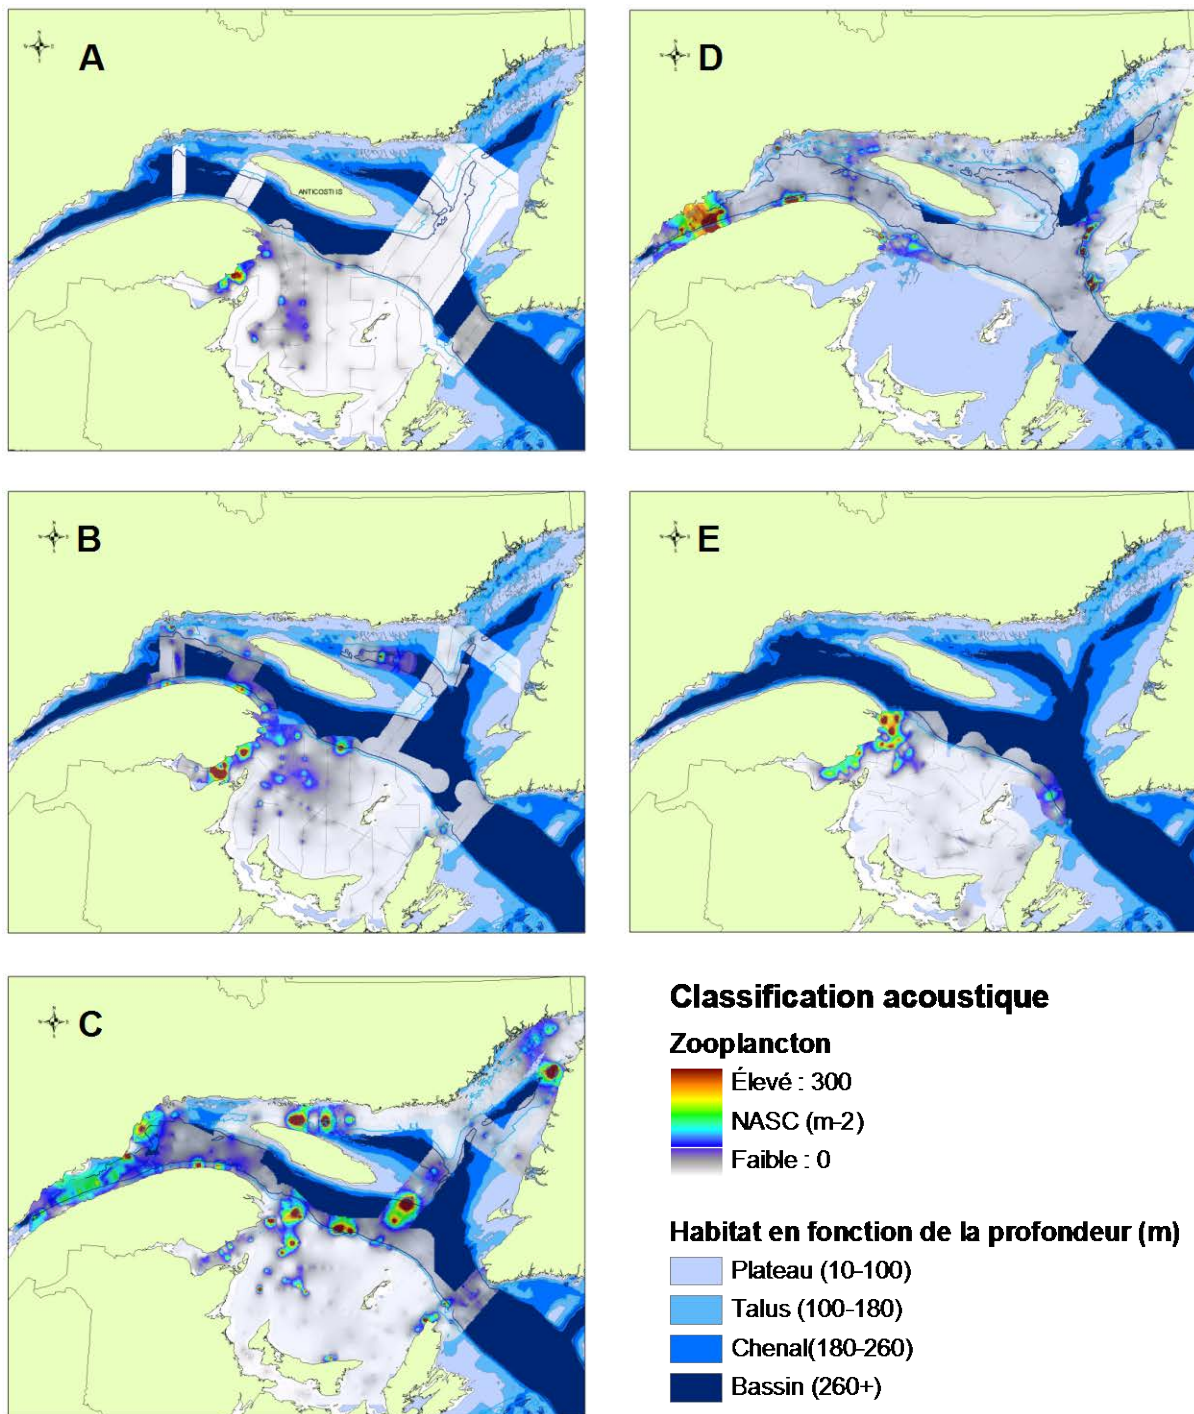 A
ANTICOSTI IS
D
B
E
C
Classification acoustique
Zooplancton
Élevé : 300
NASC (m-2)
Faible : 0
Habitat en fonction de la profondeur (m)
Plateau (10-100)
Talus (100-180)
Chenal(180-260)
Bassin (260+)